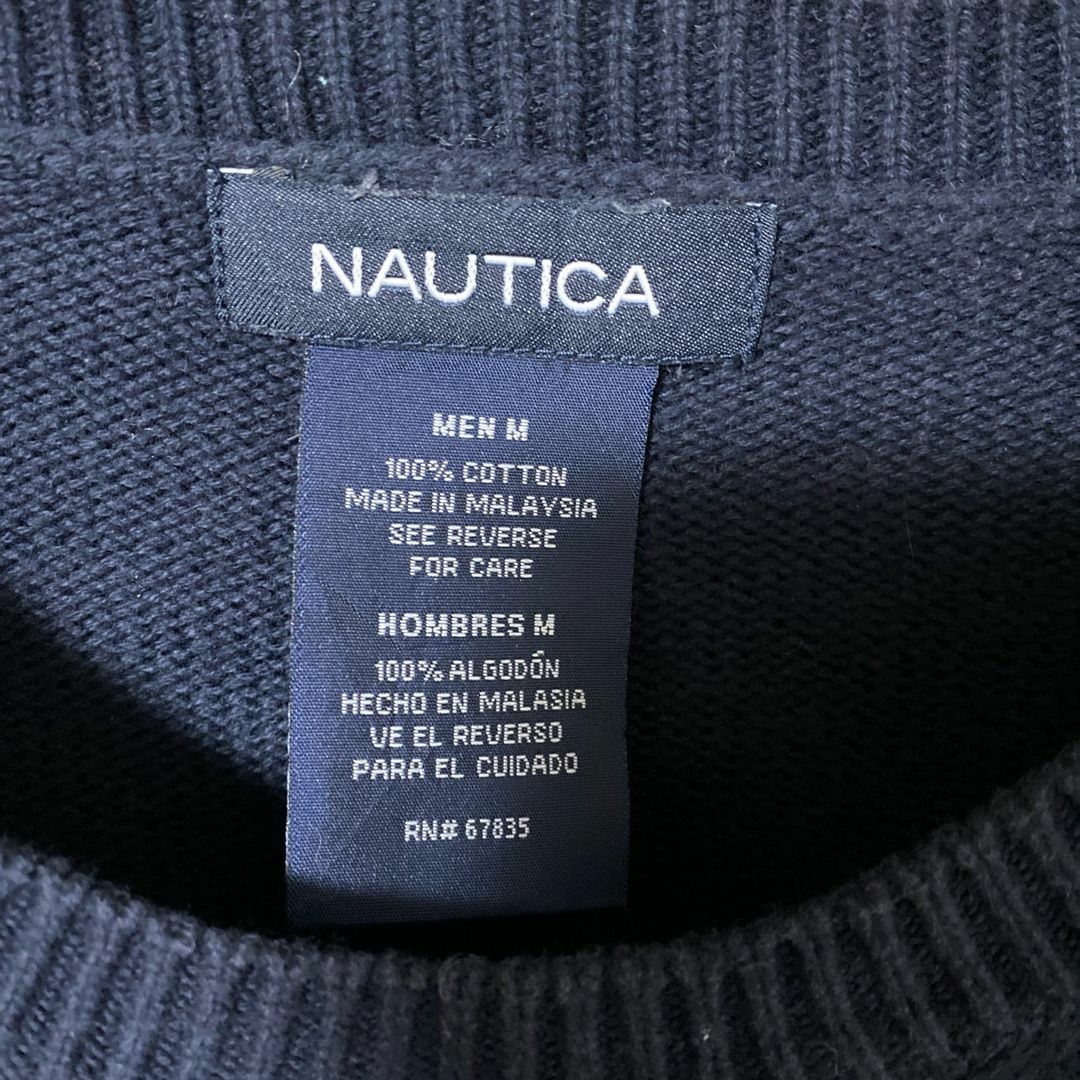 NAUTICA
MEN M
100% COTTON
MADE IN MALAYSIA
SEE REVERSE
FOR CARE
HOMBRES M
100% ALGODÓN
HECHO EN MALASIA
VE EL REVERSO
PARA EL CUIDADO
RN# 67835